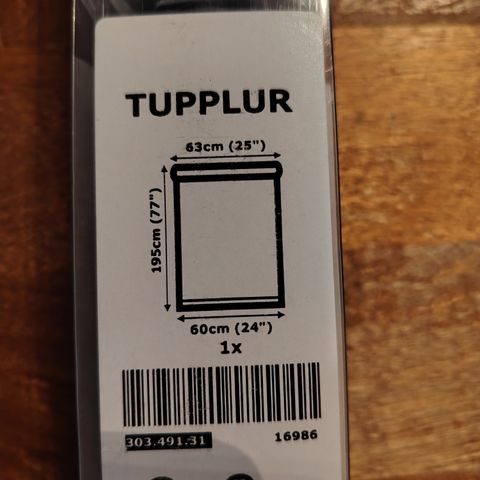 TUPPLUR
63cm (25")
195cm (77")
60cm (24")
1x
303.491.31 16986